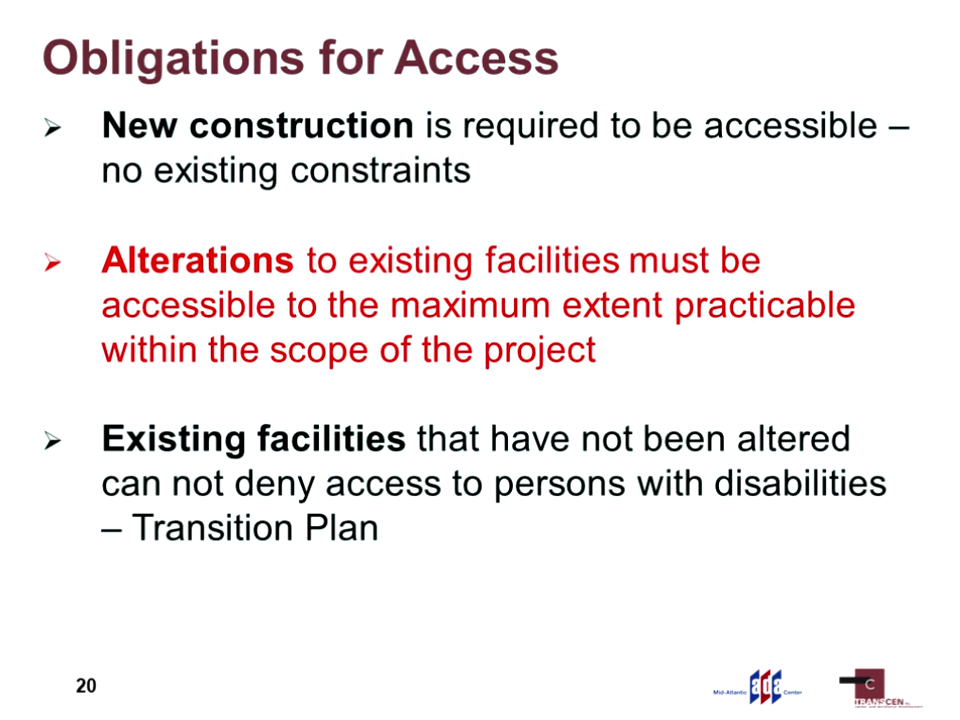 Obligations for Access
New construction is required to be accessible –
no existing constraints
Alterations to existing facilities must be
accessible to the maximum extent practicable
within the scope of the project
Existing facilities that have not been altered
can not deny access to persons with disabilities
– Transition Plan
20
Mid-Atlantic ada Center
C
TRANSCEN